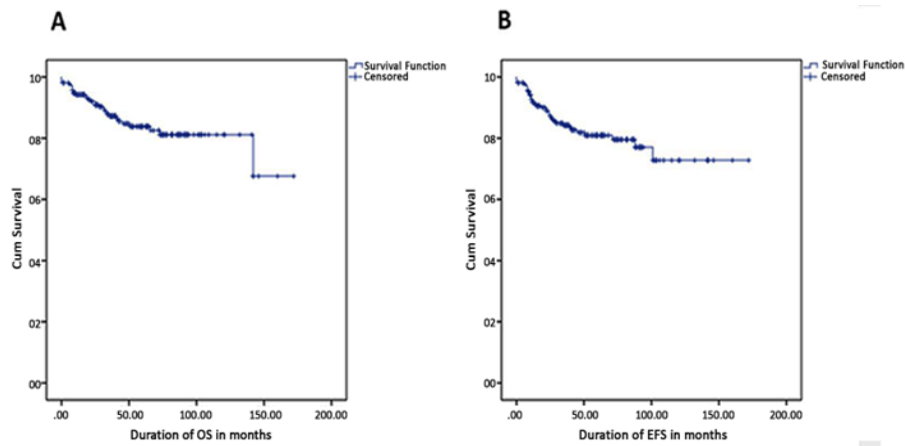 A
Survival Function
Censored
10
08
06
04
02
00
Cum Survival
.00 50.00 100.00 150.00 200.00
Duration of OS in months
B
Survival Function
Censored
10
08
06
04
02
00
Cum Survival
.00 50.00 100.00 150.00 200.00
Duration of EFS in months